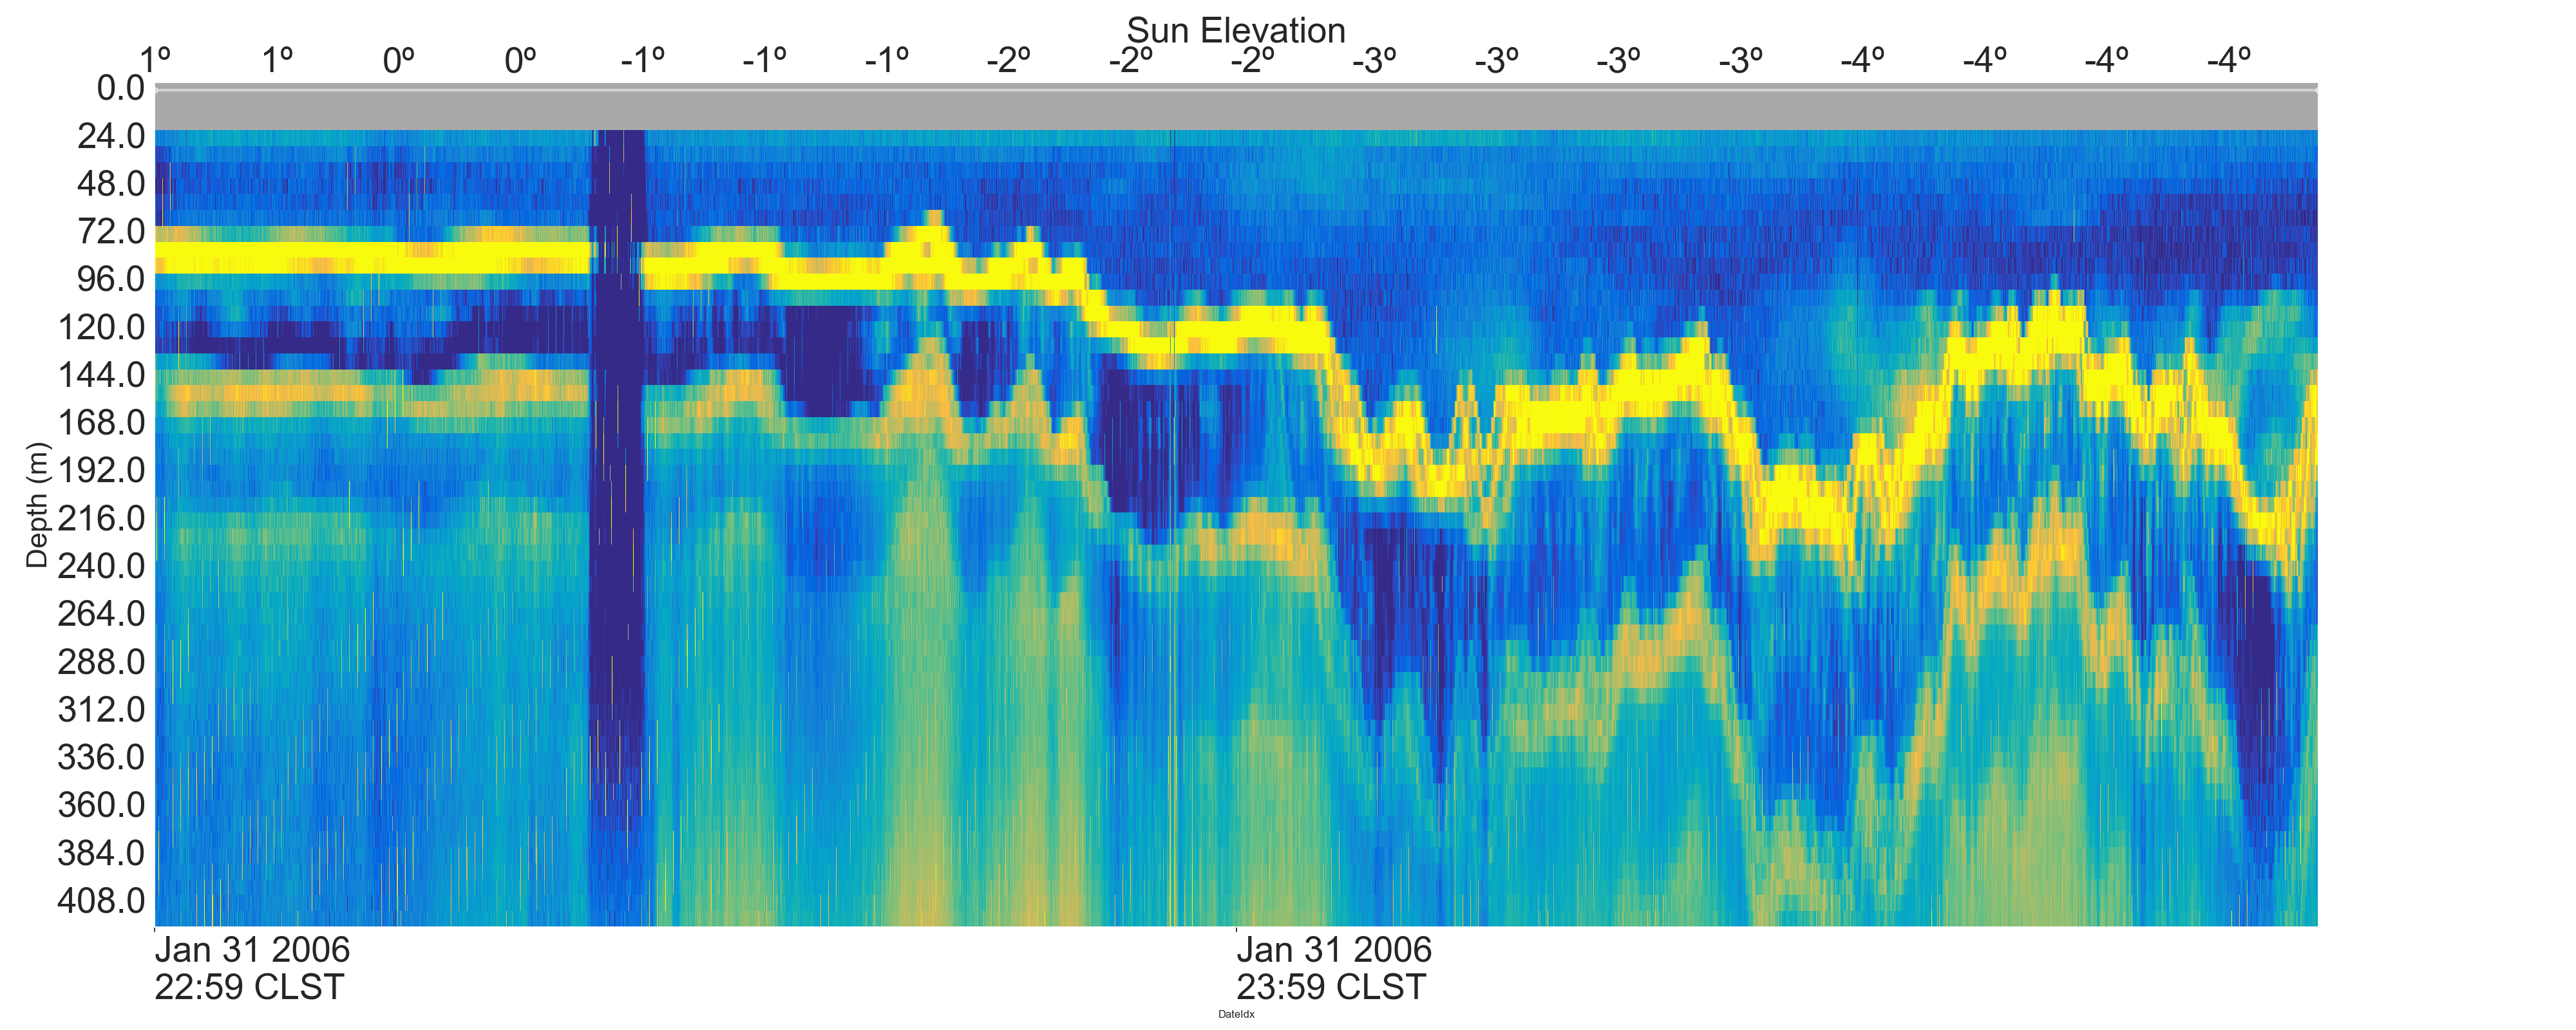 Sun Elevation
1º 1º 0º 0º -1º -1º -1º -2º -2º -2º -3º -3º -3º -3º -4º -4º -4º -4º
0.0
24.0
48.0
72.0
96.0
120.0
144.0
168.0
192.0
216.0
240.0
264.0
288.0
312.0
336.0
360.0
384.0
408.0
Depth (m)
Jan 31 2006
22:59 CLST
Jan 31 2006
23:59 CLST
DateIdx